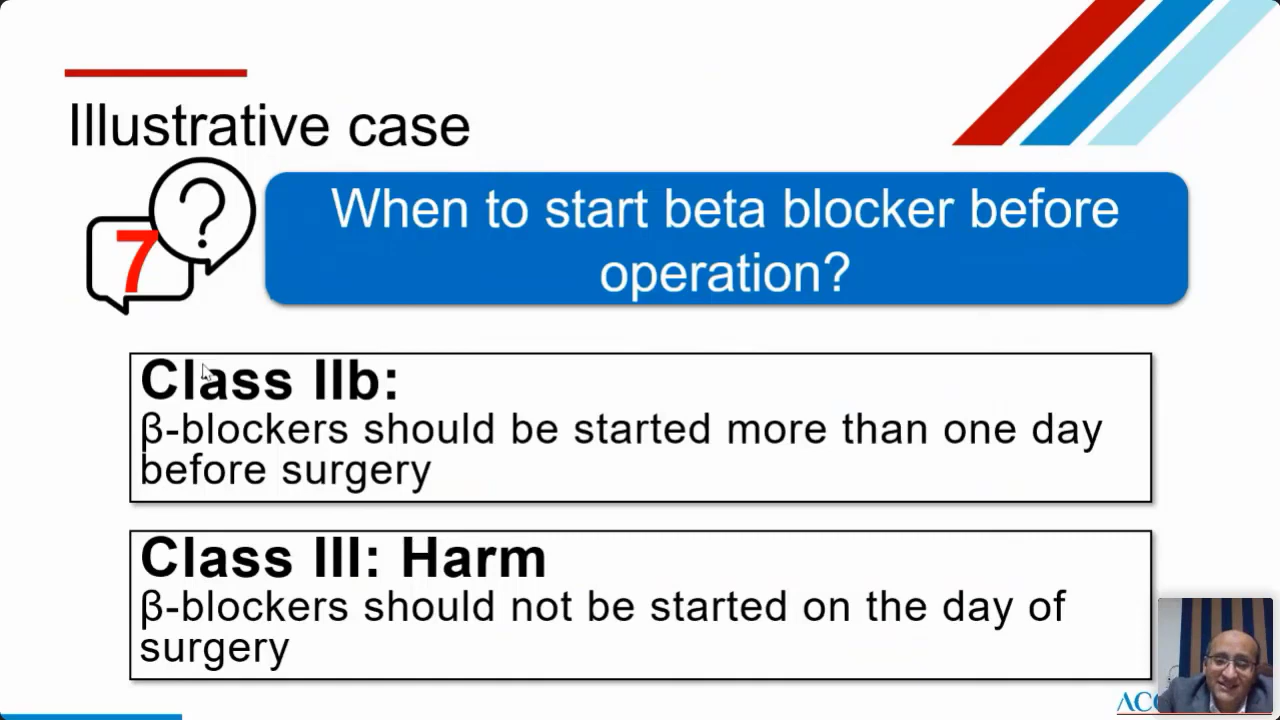 Illustrative case
?
7
When to start beta blocker before
operation?
Class IIb:
β-blockers should be started more than one day
before surgery
Class III: Harm
β-blockers should not be started on the day of
surgery